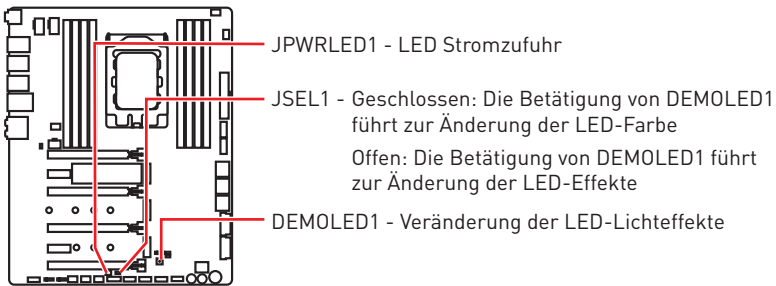 JPWRLED1 - LED Stromzufuhr
JSEL1 - Geschlossen: Die Betätigung von DEMOLED1
führt zur Änderung der LED-Farbe
Offen: Die Betätigung von DEMOLED1 führt
zur Änderung der LED-Effekte
DEMOLED1 - Veränderung der LED-Lichteffekte